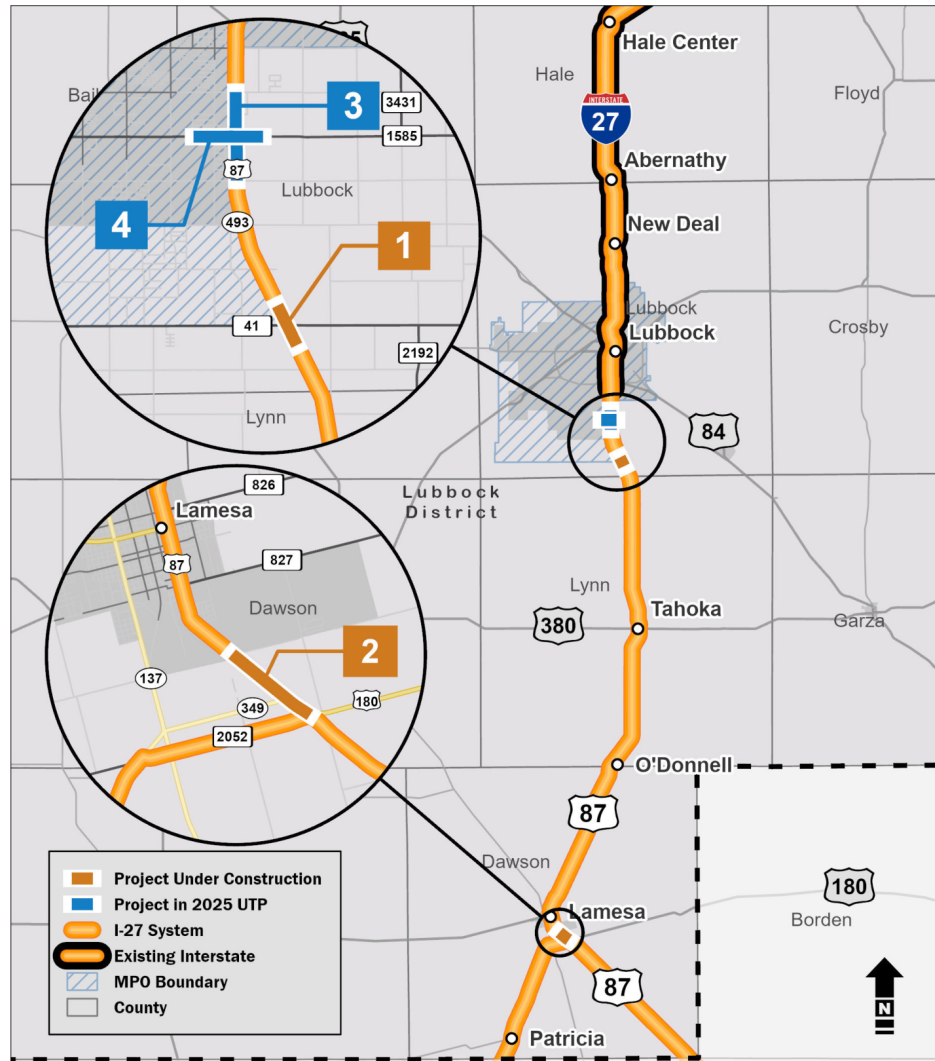 Hale Center
Hale
Floyd
INTERSTATE
27
Abernathy
New Deal
Lubbock
Lubbock
Crosby
84
Lubbock
District
Lynn
Tahoka
380
Garza
O'Donnell
87
Dawson
Lamesa
180
Borden
87
Patricia
N
3
3431
1585
87
Lubbock
4
493
1
41
2192
Lynn
826
Lamesa
87
827
Dawson
2
137
349
180
2052
Project Under Construction
Project in 2025 UTP
I-27 System
Existing Interstate
MPO Boundary
County